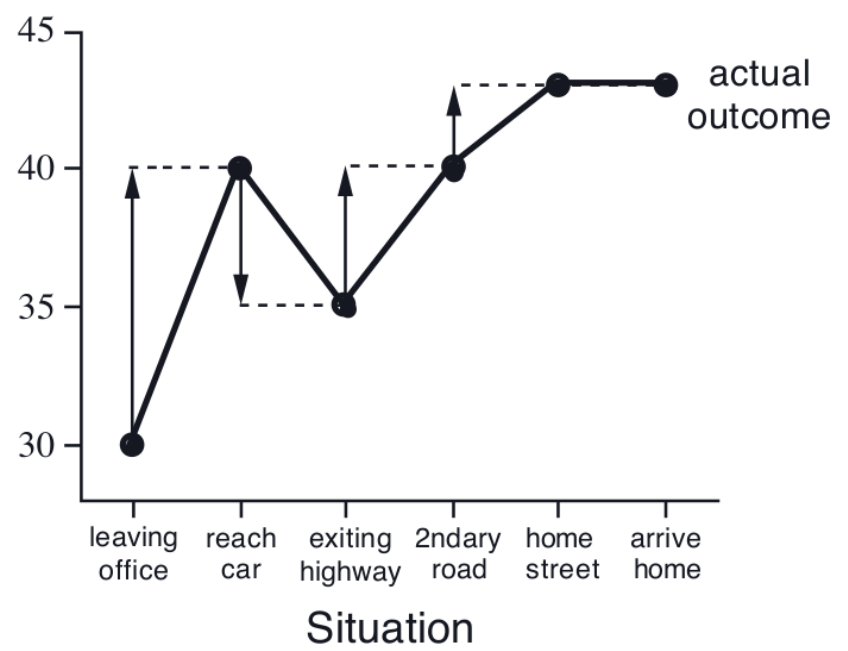 45
actual
outcome
40
35
30
leaving reach exiting 2ndary home arrive
office car highway road street home
Situation